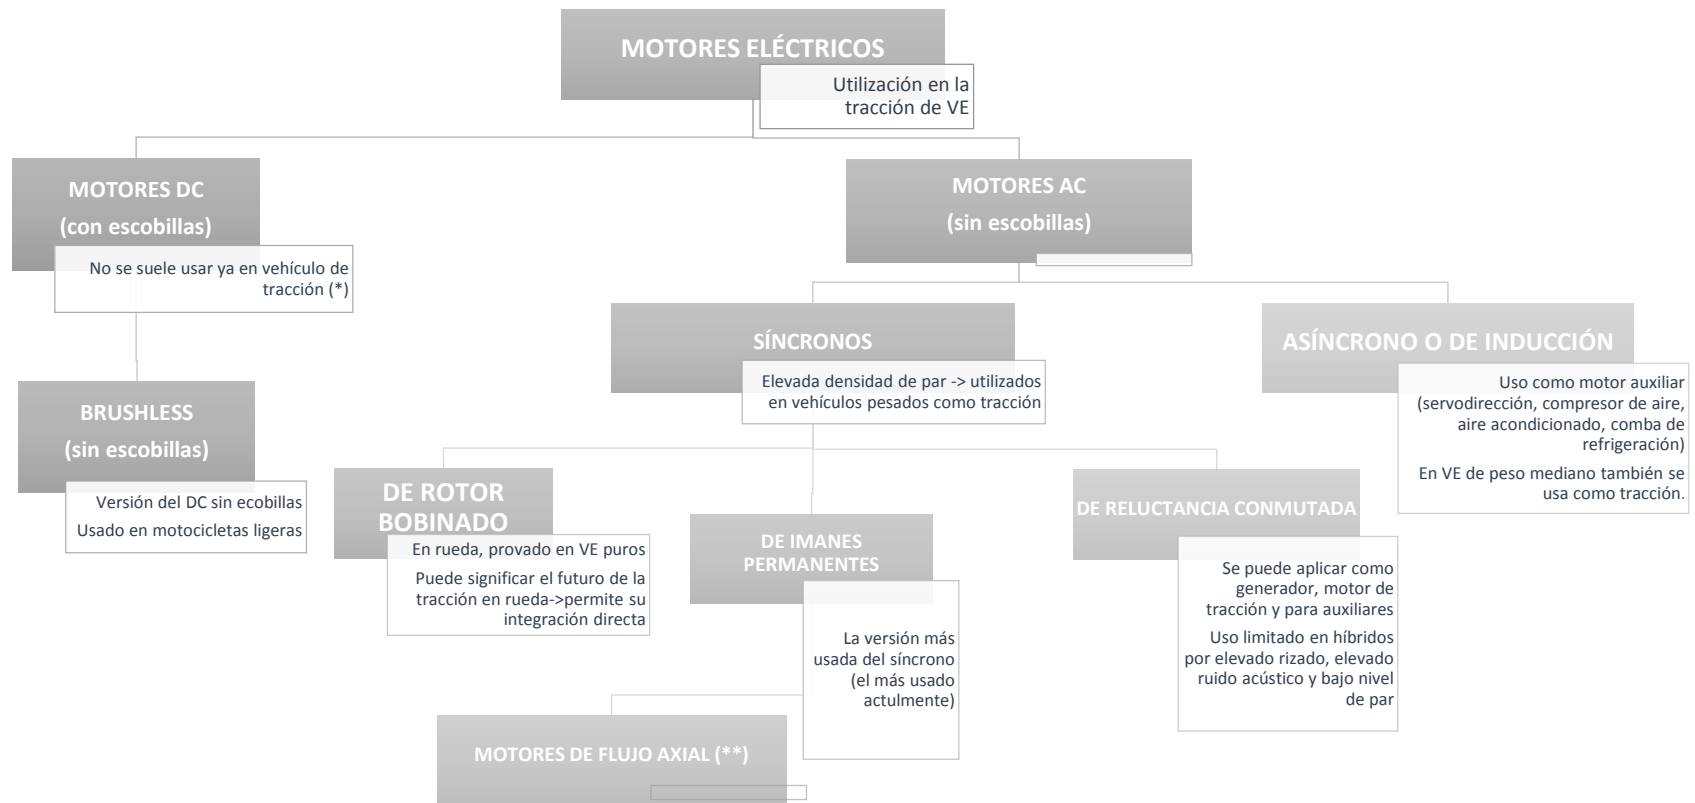 MOTORES ELÉCTRICOS
Utilización en la
tracción de VE
MOTORES DC
(con escobillas)
No se suele usar ya en vehículo de
tracción (*)
MOTORES AC
(sin escobillas)
BRUSHLESS
(sin escobillas)
Versión del DC sin ecobillas
Usado en motocicletas ligeras
SÍNCRONOS
Elevada densidad de par -> utilizados
en vehículos pesados como tracción
ASÍNCRONO O DE INDUCCIÓN
Uso como motor auxiliar
(servodirección, compresor de aire,
aire acondicionado, comba de
refrigeración)
En VE de peso mediano también se
usa como tracción.
DE ROTOR
BOBINADO
En rueda, provado en VE puros
Puede significar el futuro de la
tracción en rueda->permite su
integración directa
DE IMANES
PERMANENTES
La versión más
usada del síncrono
(el más usado
actulmente)
DE RELUCTANCIA CONMUTADA
Se puede aplicar como
generador, motor de
tracción y para auxiliares
Uso limitado en híbridos
por elevado rizado, elevado
ruido acústico y bajo nivel
de par
MOTORES DE FLUJO AXIAL (**)